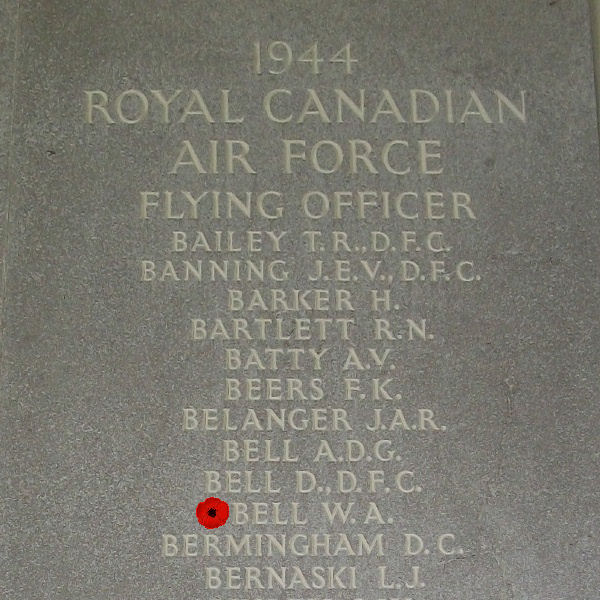 1944
ROYAL CANADIAN
AIR FORCE
FLYING OFFICER
BAILEY T.R.,D.F.C.
BANNING J.E.V.,D.F.C.
BARKER H.
BARTLETT R.N.
BATTY A.V.
BEERS F.K.
BELANGER J.A.R.
BELL A.D.G.
BELL D.,D.F.C.
BELL W.A.
BERMINGHAM D.C.
BERNASKI L.J.